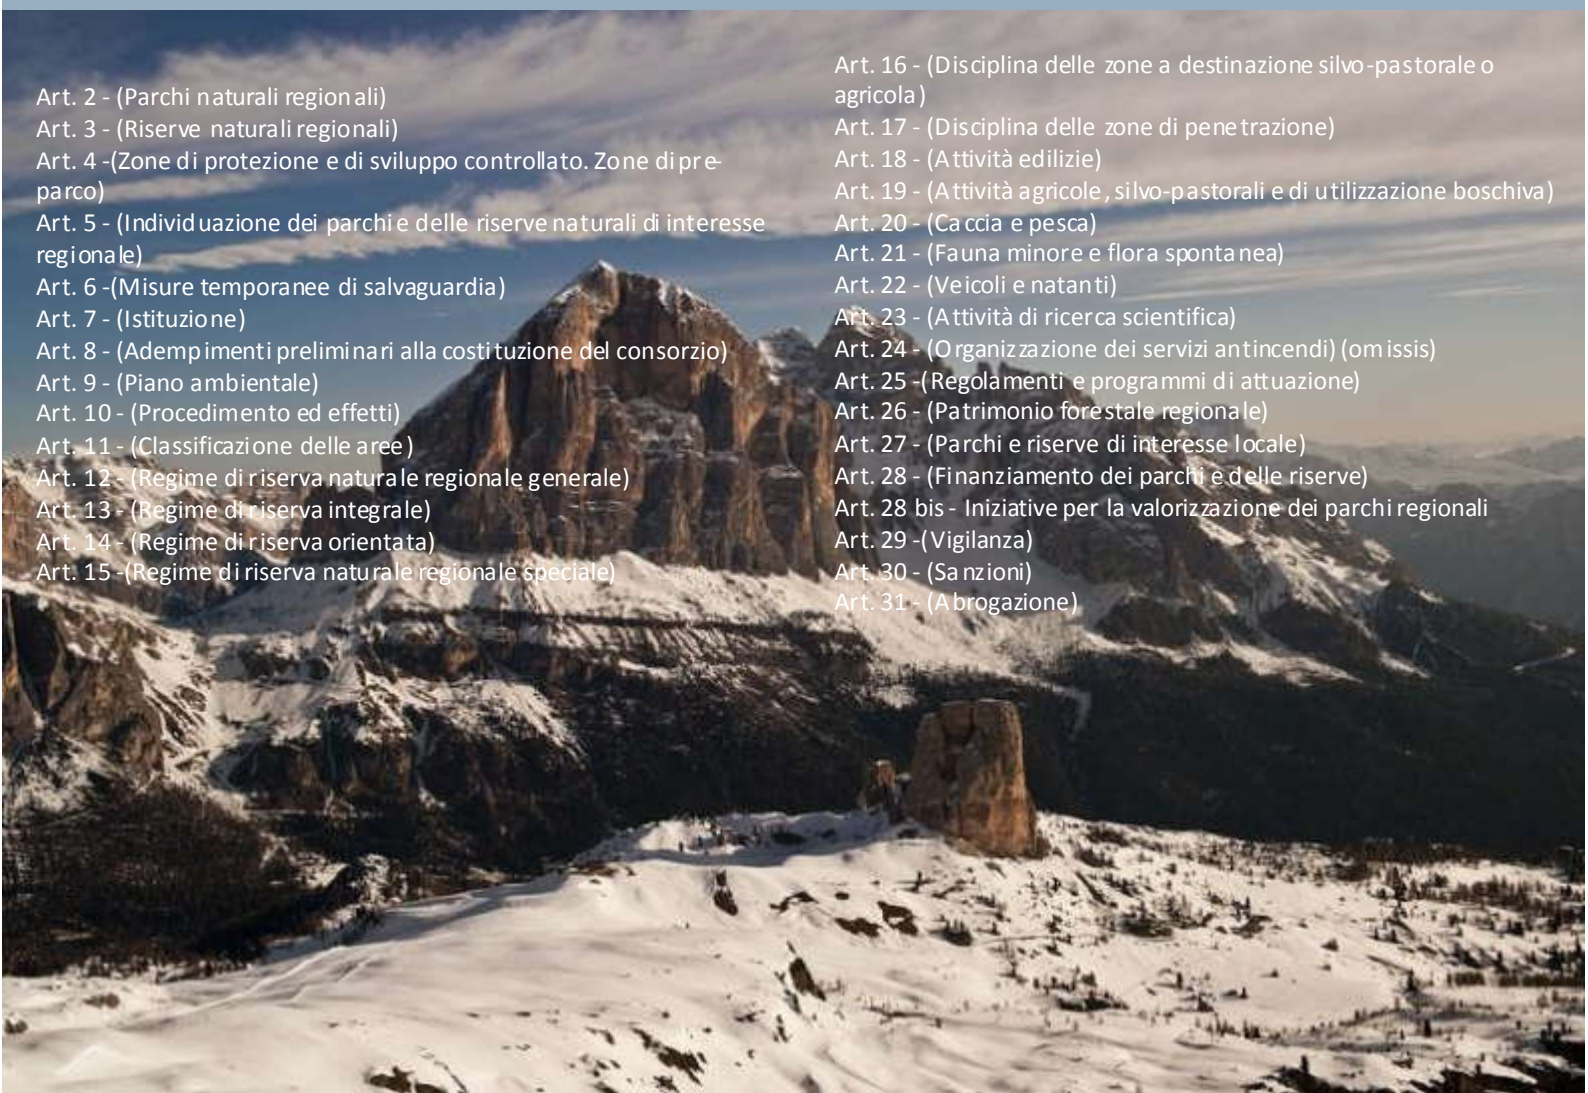 Art. 2 - (Parchi naturali regionali)
Art. 3 - (Riserve naturali regionali)
Art. 4 -(Zone di protezione e di sviluppo controllato. Zone di pre-
parco)
Art. 5 - (Individuazione dei parchi e delle riserve naturali di interesse
regionale)
Art. 6 -(Misure temporanee di salvaguardia)
Art. 7 - (Istituzione)
Art. 8 - (Adempimenti preliminari alla costituzione del consorzio)
Art. 9 - (Piano ambientale)
Art. 10 - (Procedimento ed effetti)
Art. 11 - (Classificazione delle aree)
Art. 12 - (Regime di riserva naturale regionale generale)
Art. 13 - (Regime di riserva integrale)
Art. 14 - (Regime di riserva orientata)
Art. 15 -(Regime di riserva naturale regionale speciale)
Art. 16 - (Disciplina delle zone a destinazione silvo-pastorale o
agricola)
Art. 17 - (Disciplina delle zone di penetrazione)
Art. 18 - (Attività edilizie)
Art. 19 - (Attività agricole, silvo-pastorali e di utilizzazione boschiva)
Art. 20 - (Caccia e pesca)
Art. 21 - (Fauna minore e flora spontanea)
Art. 22 - (Veicoli e natanti)
Art. 23 - (Attività di ricerca scientifica)
Art. 24 - (Organizzazione dei servizi antincendi) (omissis)
Art. 25 -(Regolamenti e programmi di attuazione)
Art. 26 - (Patrimonio forestale regionale)
Art. 27 - (Parchi e riserve di interesse locale)
Art. 28 - (Finanziamento dei parchi e delle riserve)
Art. 28 bis - Iniziative per la valorizzazione dei parchi regionali
Art. 29 -(Vigilanza)
Art. 30 - (Sanzioni)
Art. 31 - (Abrogazione)